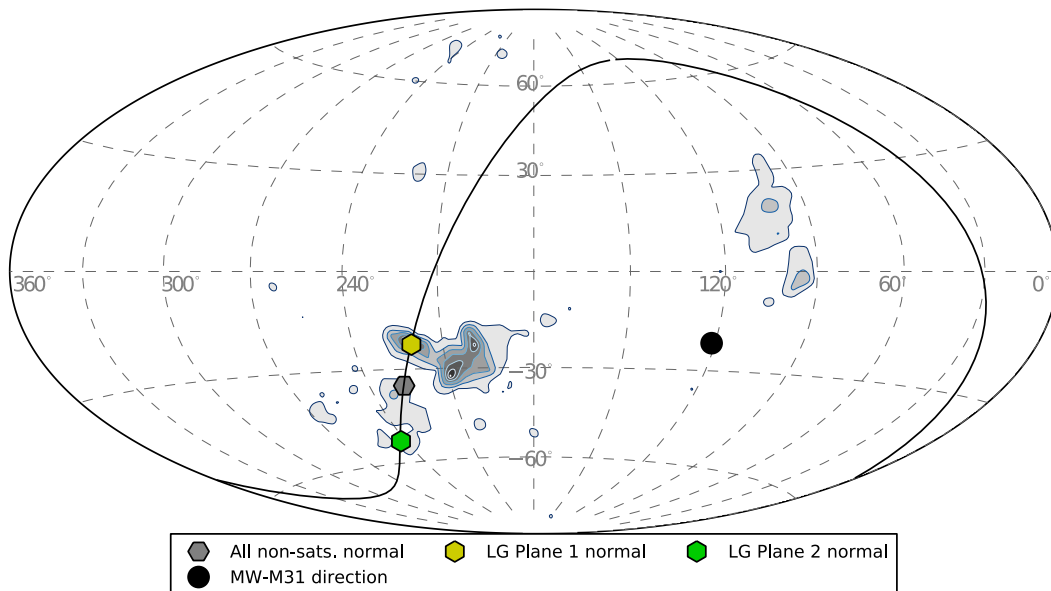 60°
30°
360° 300° 240° 120° 60° 0°
−30°
−60°
All non-sats. normal LG Plane 1 normal LG Plane 2 normal
MW-M31 direction